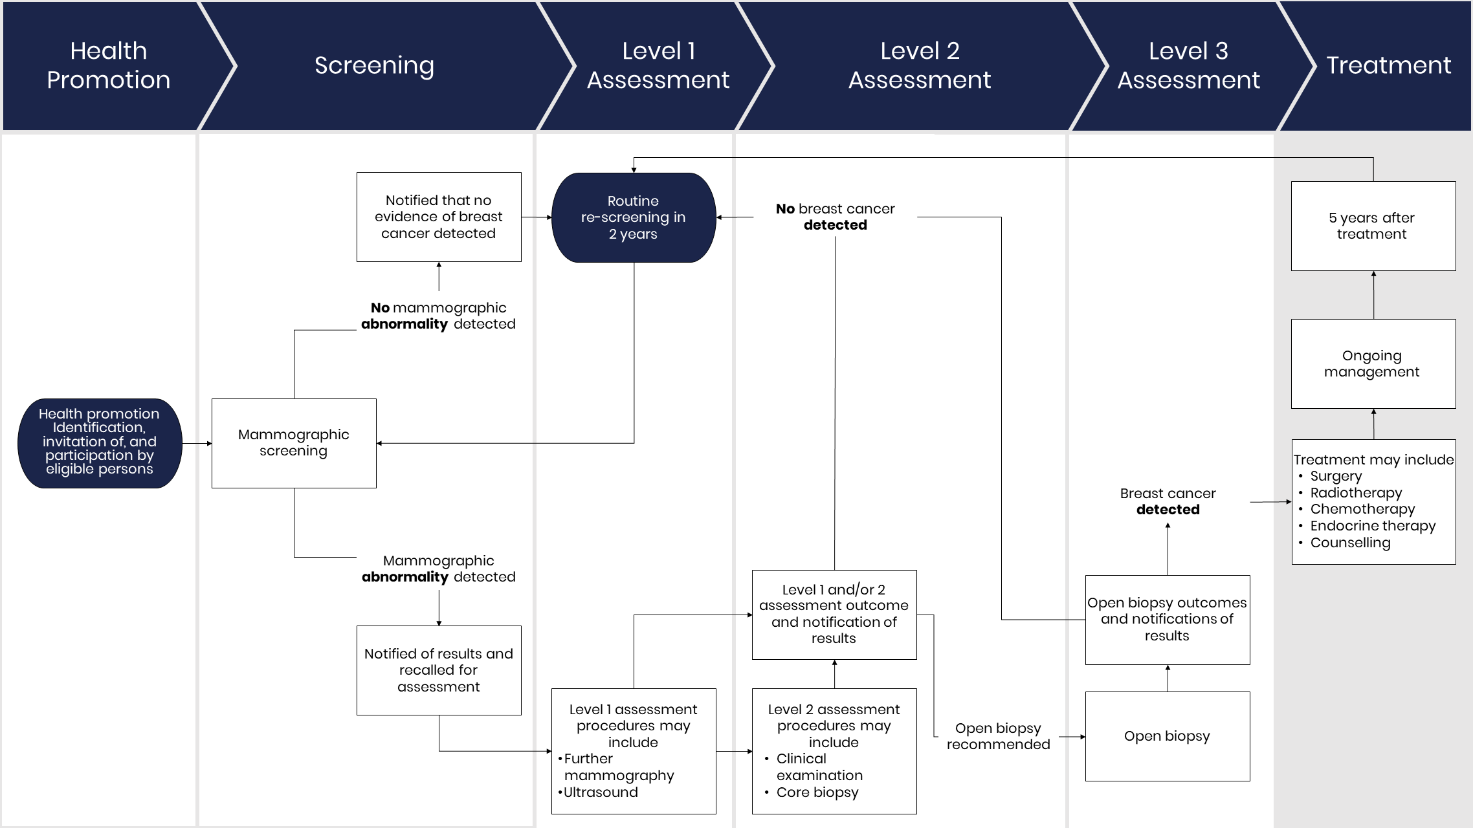 Health
Promotion
Screening
Level 1
Assessment
Level 2
Assessment
Level 3
Assessment
Treatment
Notified that no
evidence of breast
cancer detected
Routine
re-screening in
2 years
No breast cancer
detected
5 years after
treatment
No mammographic
abnormality detected
Ongoing
management
Health promotion
Identification,
invitation of, and
participation by
eligible persons
Mammographic
screening
Treatment may include
• Surgery
• Radiotherapy
• Chemotherapy
• Endocrine therapy
• Counselling
Breast cancer
detected
Mammographic
abnormality detected
Level 1 and/or 2
assessment outcome
and notification of
results
Open biopsy outcomes
and notifications of
results
Notified of results and
recalled for
assessment
Level 1 assessment
procedures may
include
•Further
mammography
•Ultrasound
Level 2 assessment
procedures may
include
• Clinical
examination
• Core biopsy
Open biopsy
recommended
Open biopsy